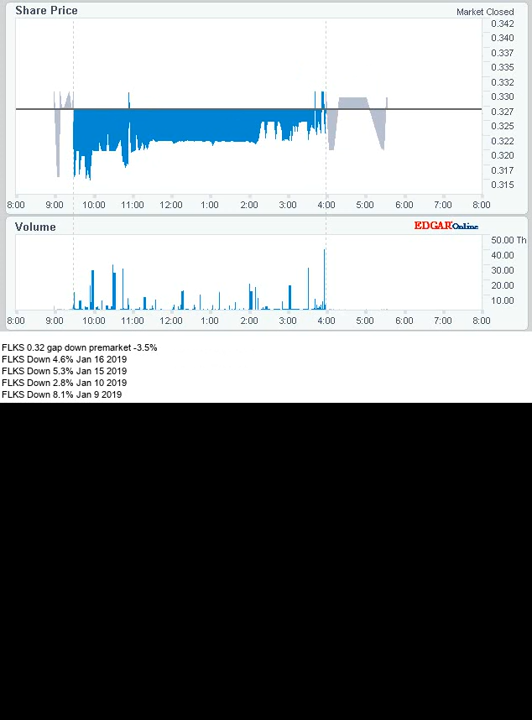 Share Price
Market Closed
0.342
0.340
0.337
0.335
0.332
0.330
0.327
0.325
0.322
0.320
0.317
0.315
8:00 10:00 11:00 12:00 1:00 2:00 3:00 4:00 5:00 6:00 7:00 8:00
Volume
EDGAR Online
50.00 Th
40.00
30.00
20.00
10.00
8:00 10:00 11:00 12:00 1:00 2:00 3:00 4:00 5:00 6:00 7:00 8:00
FLKS 0.32 gap down premarket -3.5%
FLKS Down 4.6% Jan 16 2019
FLKS Down 5.3% Jan 15 2019
FLKS Down 2.8% Jan 10 2019
FLKS Down 8.1% Jan 9 2019